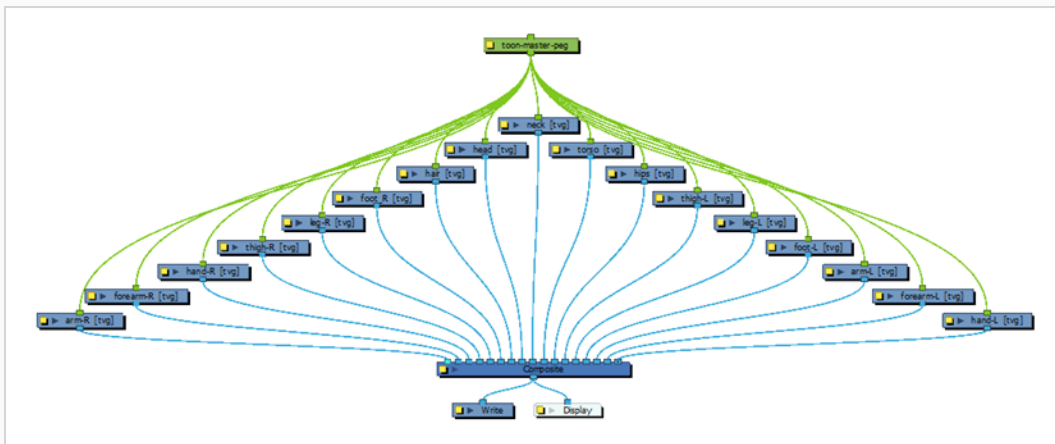 toon-master-peg
neck [tvg]
head [tvg]
torso [tvg]
hair [tvg]
hips [tvg]
foot_R [tvg]
thigh-L [tvg]
leg-R [tvg]
leg-L [tvg]
thigh-R [tvg]
foot-L [tvg]
hand-R [tvg]
arm-L [tvg]
forearm-R [tvg]
forearm-L [tvg]
arm-R [tvg]
hand-L [tvg]
Composite
Write
Display